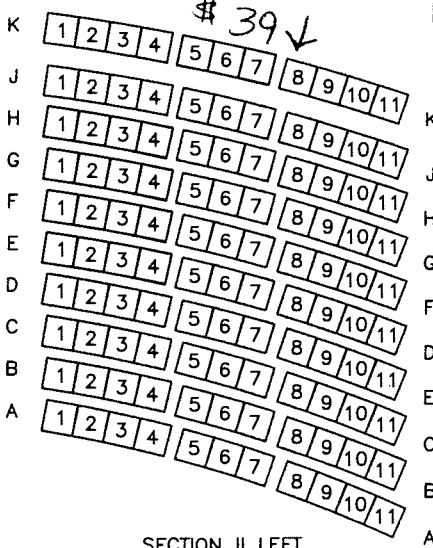 $ 39 ↓
K 1 2 3 4 5 6 7 8 9 10 11 K
J 1 2 3 4 5 6 7 8 9 10 11 J
H 1 2 3 4 5 6 7 8 9 10 11 H
G 1 2 3 4 5 6 7 8 9 10 11 G
F 1 2 3 4 5 6 7 8 9 10 11 F
E 1 2 3 4 5 6 7 8 9 10 11 D
D 1 2 3 4 5 6 7 8 9 10 11 E
C 1 2 3 4 5 6 7 8 9 10 11 C
B 1 2 3 4 5 6 7 8 9 10 11 B
A 1 2 3 4 5 6 7 8 9 10 11 A
SECTION II LEFT